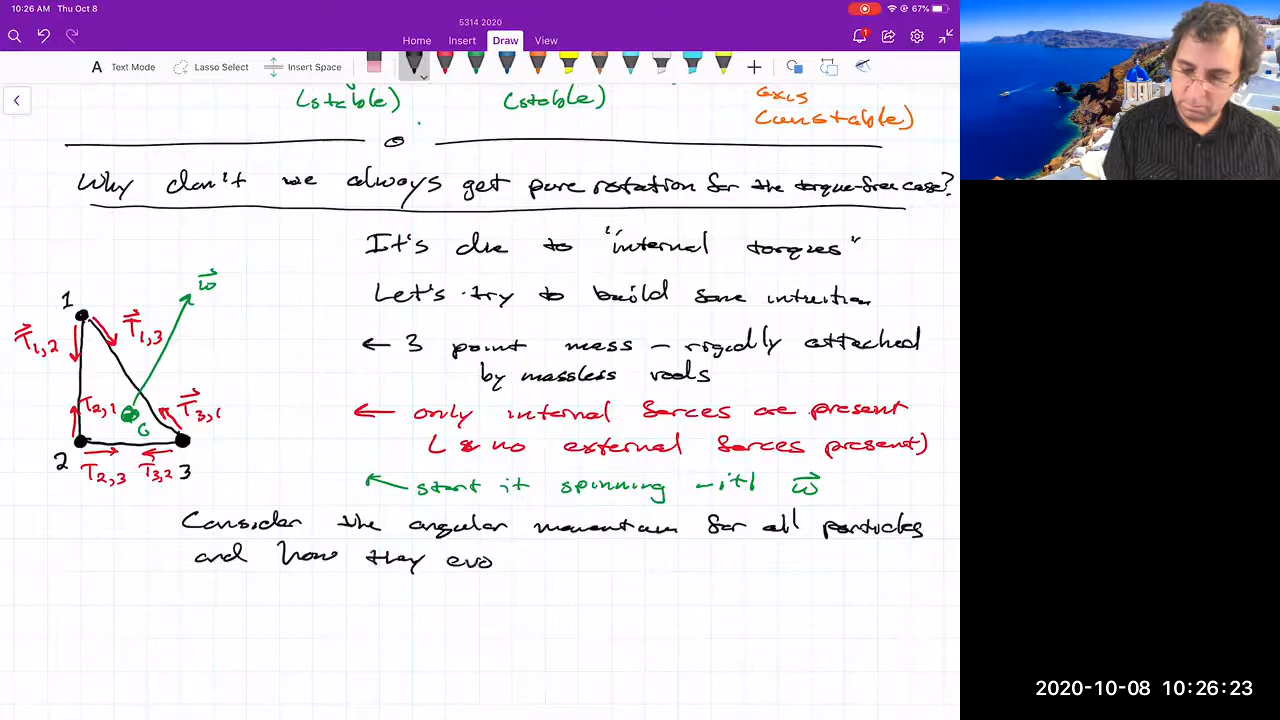 10:26 AM Thu Oct 8
67%
5314 2020
Home Insert Draw View
1
A Text Mode Lasso Select Insert Space
(stable) (stable) axis
(unstable)
Why don't we always get pure rotation for the torque-free case?
It's due to "internal torques"
Let's try to build some intuition
← 3 point mass – rigidly attached
by massless rods
← only internal forces are present
(& no external forces present)
← start it spinning with ω⃗
ω⃗
1
T⃗1,2 T⃗1,3
T2,1 T⃗3,1
G
2 T2,3 T⃗3,2 3
Consider the angular momentum for all particles
and how they evo
2020-10-08 10:26:23